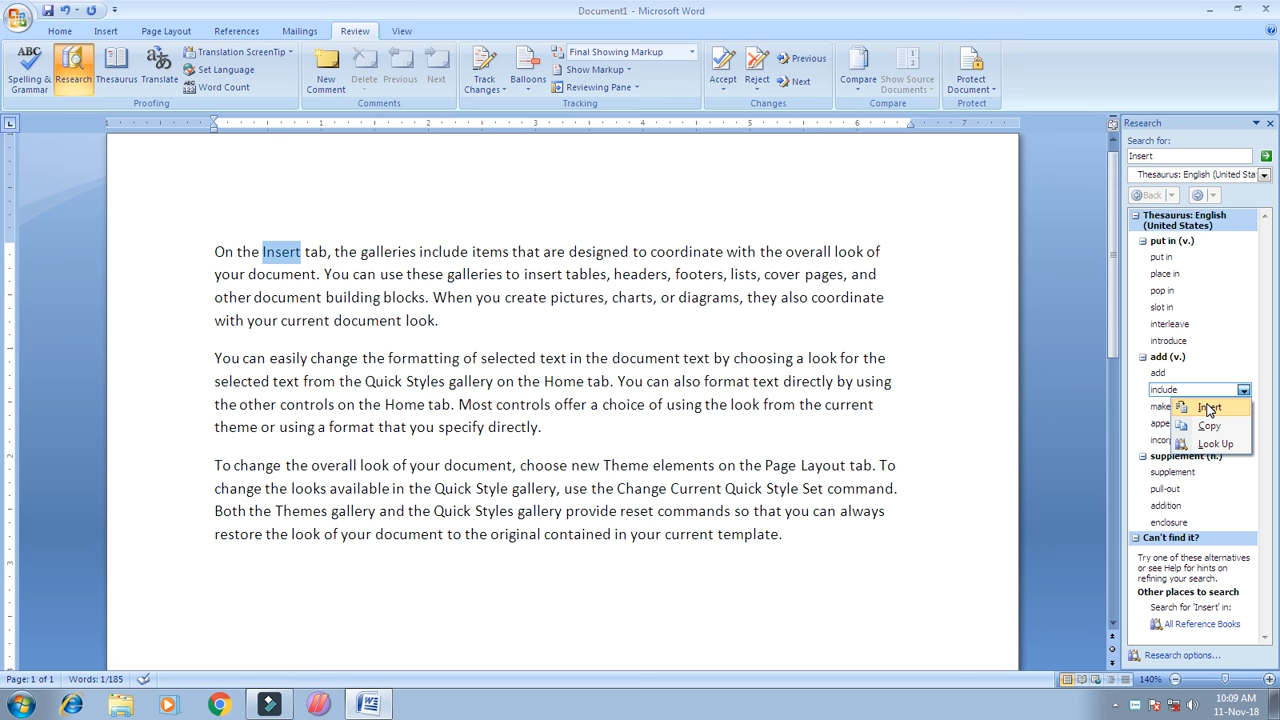 Document1 - Microsoft Word
Home Insert Page Layout References Mailings Review View
Spelling & Grammar
Research
Thesaurus
Translate
Translation ScreenTip
Set Language
Word Count
Proofing
New Comment
Delete
Previous
Next
Comments
Track Changes
Balloons
Final Showing Markup
Show Markup
Reviewing Pane
Tracking
Accept
Reject
Previous
Next
Changes
Compare
Show Source Documents
Compare
Protect Document
Protect
1 1 2 3 4 5 6 7
On the Insert tab, the galleries include items that are designed to coordinate with the overall look of
your document. You can use these galleries to insert tables, headers, footers, lists, cover pages, and
other document building blocks. When you create pictures, charts, or diagrams, they also coordinate
with your current document look.
You can easily change the formatting of selected text in the document text by choosing a look for the
selected text from the Quick Styles gallery on the Home tab. You can also format text directly by using
the other controls on the Home tab. Most controls offer a choice of using the look from the current
theme or using a format that you specify directly.
To change the overall look of your document, choose new Theme elements on the Page Layout tab. To
change the looks available in the Quick Style gallery, use the Change Current Quick Style Set command.
Both the Themes gallery and the Quick Styles gallery provide reset commands so that you can always
restore the look of your document to the original contained in your current template.
Research
Search for:
Insert
Thesaurus: English (United Sta
Back
Thesaurus: English
(United States)
put in (v.)
put in
place in
pop in
slot in
interleave
introduce
add (v.)
add
include
make
Insert
appe
Copy
incor
Look Up
supplement (n.)
supplement
pull-out
addition
enclosure
Can't find it?
Try one of these alternatives
or see Help for hints on
refining your search.
Other places to search
Search for 'Insert' in:
All Reference Books
Research options...
Page: 1 of 1 Words: 1/185
140%
10:09 AM
11-Nov-18